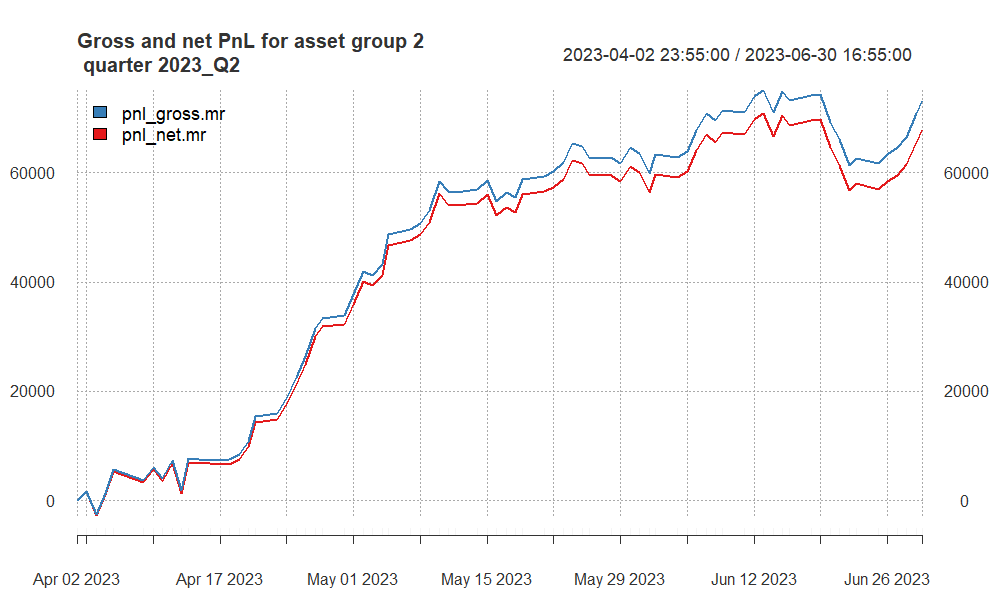 Gross and net PnL for asset group 2
quarter 2023_Q2
2023-04-02 23:55:00 / 2023-06-30 16:55:00
pnl_gross.mr
pnl_net.mr
60000 60000
40000 40000
20000 20000
0 0
Apr 02 2023 Apr 17 2023 May 01 2023 May 15 2023 May 29 2023 Jun 12 2023 Jun 26 2023